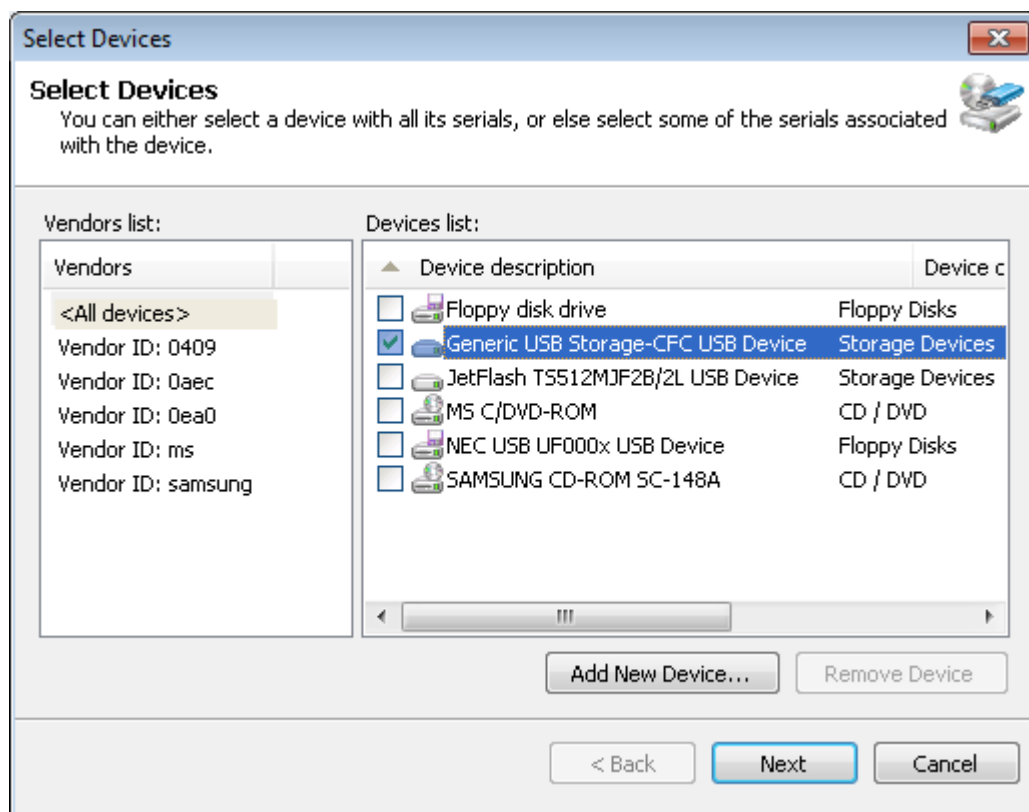 Select Devices
Select Devices
You can either select a device with all its serials, or else select some of the serials associated
with the device.
Vendors list:
Vendors
<All devices>
Vendor ID: 0409
Vendor ID: 0aec
Vendor ID: 0ea0
Vendor ID: ms
Vendor ID: samsung
Devices list:
Device description Device c
Floppy disk drive Floppy Disks
Generic USB Storage-CFC USB Device Storage Devices
JetFlash TS512MJF2B/2L USB Device Storage Devices
MS C/DVD-ROM CD / DVD
NEC USB UF000x USB Device Floppy Disks
SAMSUNG CD-ROM SC-148A CD / DVD
Add New Device... Remove Device
< Back Next Cancel